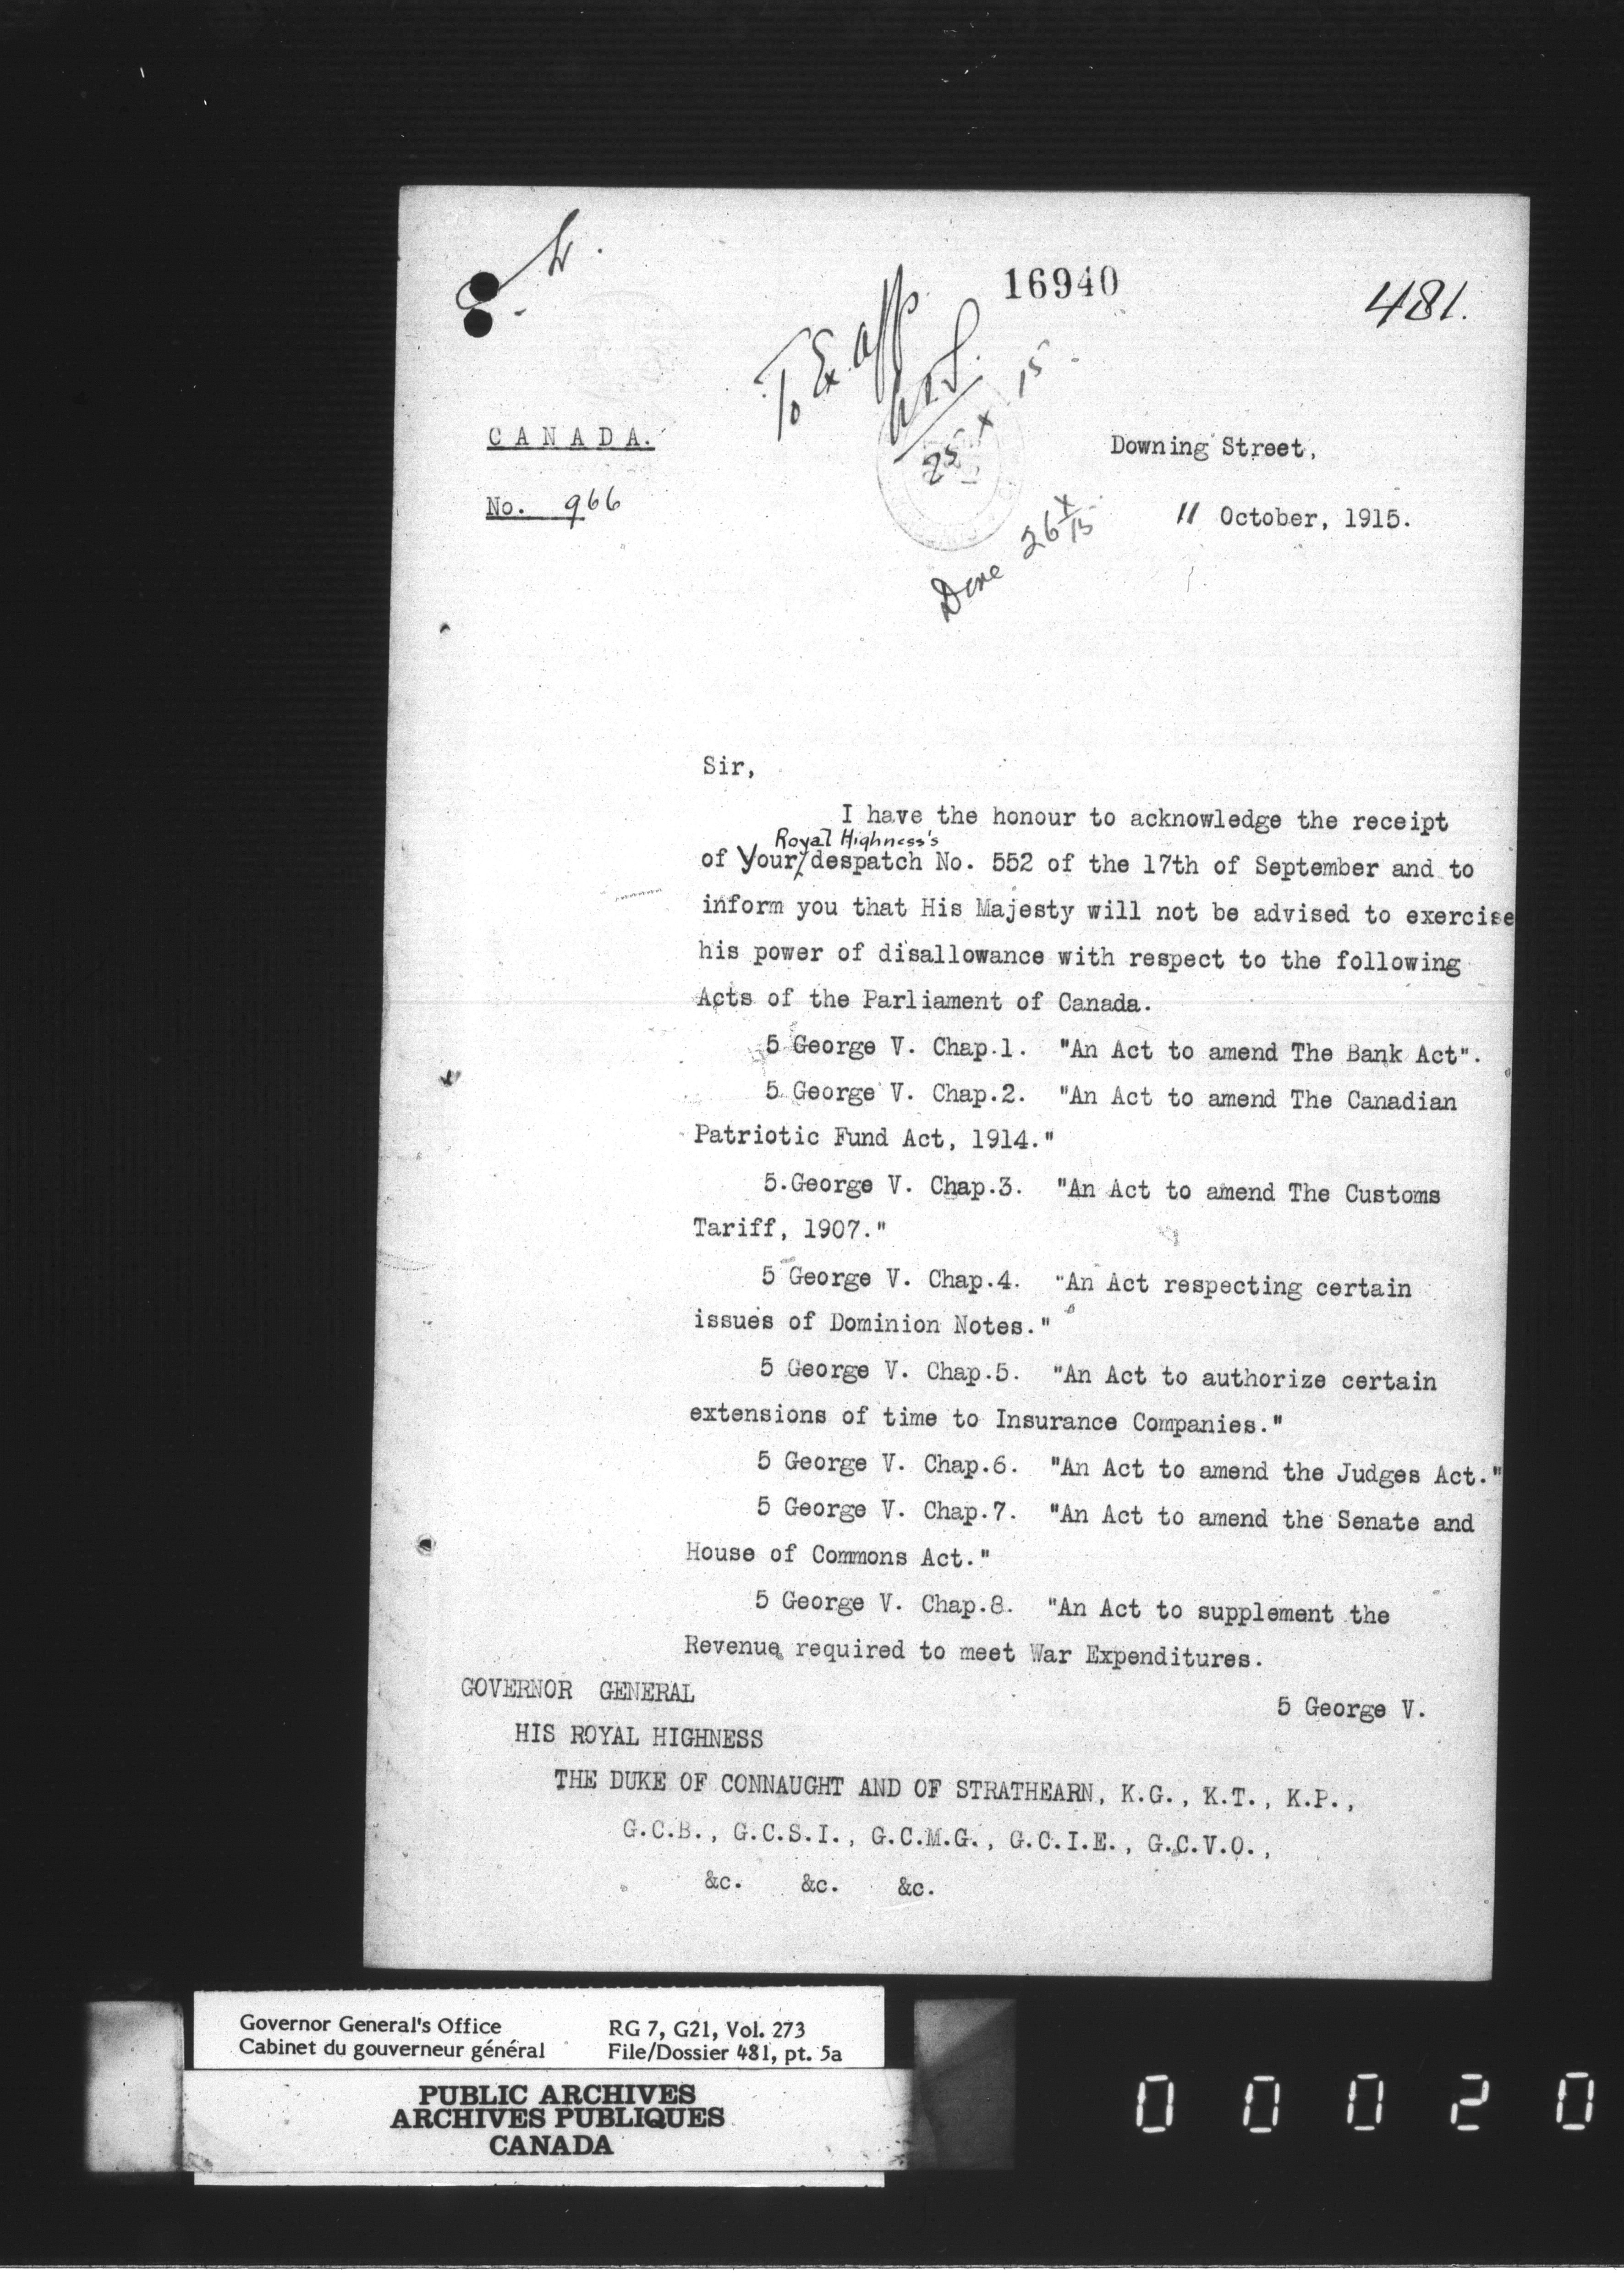 16940
481.
To Ex. aff
25 X 15
Done 26 X/15
CANADA.
Downing Street,
No. 966
11 October, 1915.
Sir,
I have the honour to acknowledge the receipt
Royal Highness's
of Your/despatch No. 552 of the 17th of September and to
inform you that His Majesty will not be advised to exercise
his power of disallowance with respect to the following
Acts of the Parliament of Canada.
5 George V. Chap.1. "An Act to amend The Bank Act".
5 George V. Chap.2. "An Act to amend The Canadian
Patriotic Fund Act, 1914."
5.George V. Chap.3. "An Act to amend The Customs
Tariff, 1907."
5 George V. Chap.4. "An Act respecting certain
issues of Dominion Notes."
5 George V. Chap.5. "An Act to authorize certain
extensions of time to Insurance Companies."
5 George V. Chap.6. "An Act to amend the Judges Act."
5 George V. Chap.7. "An Act to amend the Senate and
House of Commons Act."
5 George V. Chap.8. "An Act to supplement the
Revenue required to meet War Expenditures.
5 George V.
GOVERNOR GENERAL
HIS ROYAL HIGHNESS
THE DUKE OF CONNAUGHT AND OF STRATHEARN, K.G., K.T., K.P.,
G.C.B., G.C.S.I., G.C.M.G., G.C.I.E., G.C.V.O.,
&c. &c. &c.
Governor General's Office RG 7, G21, Vol. 273
Cabinet du gouverneur général File/Dossier 481, pt. 5a
PUBLIC ARCHIVES
ARCHIVES PUBLIQUES
CANADA
00020